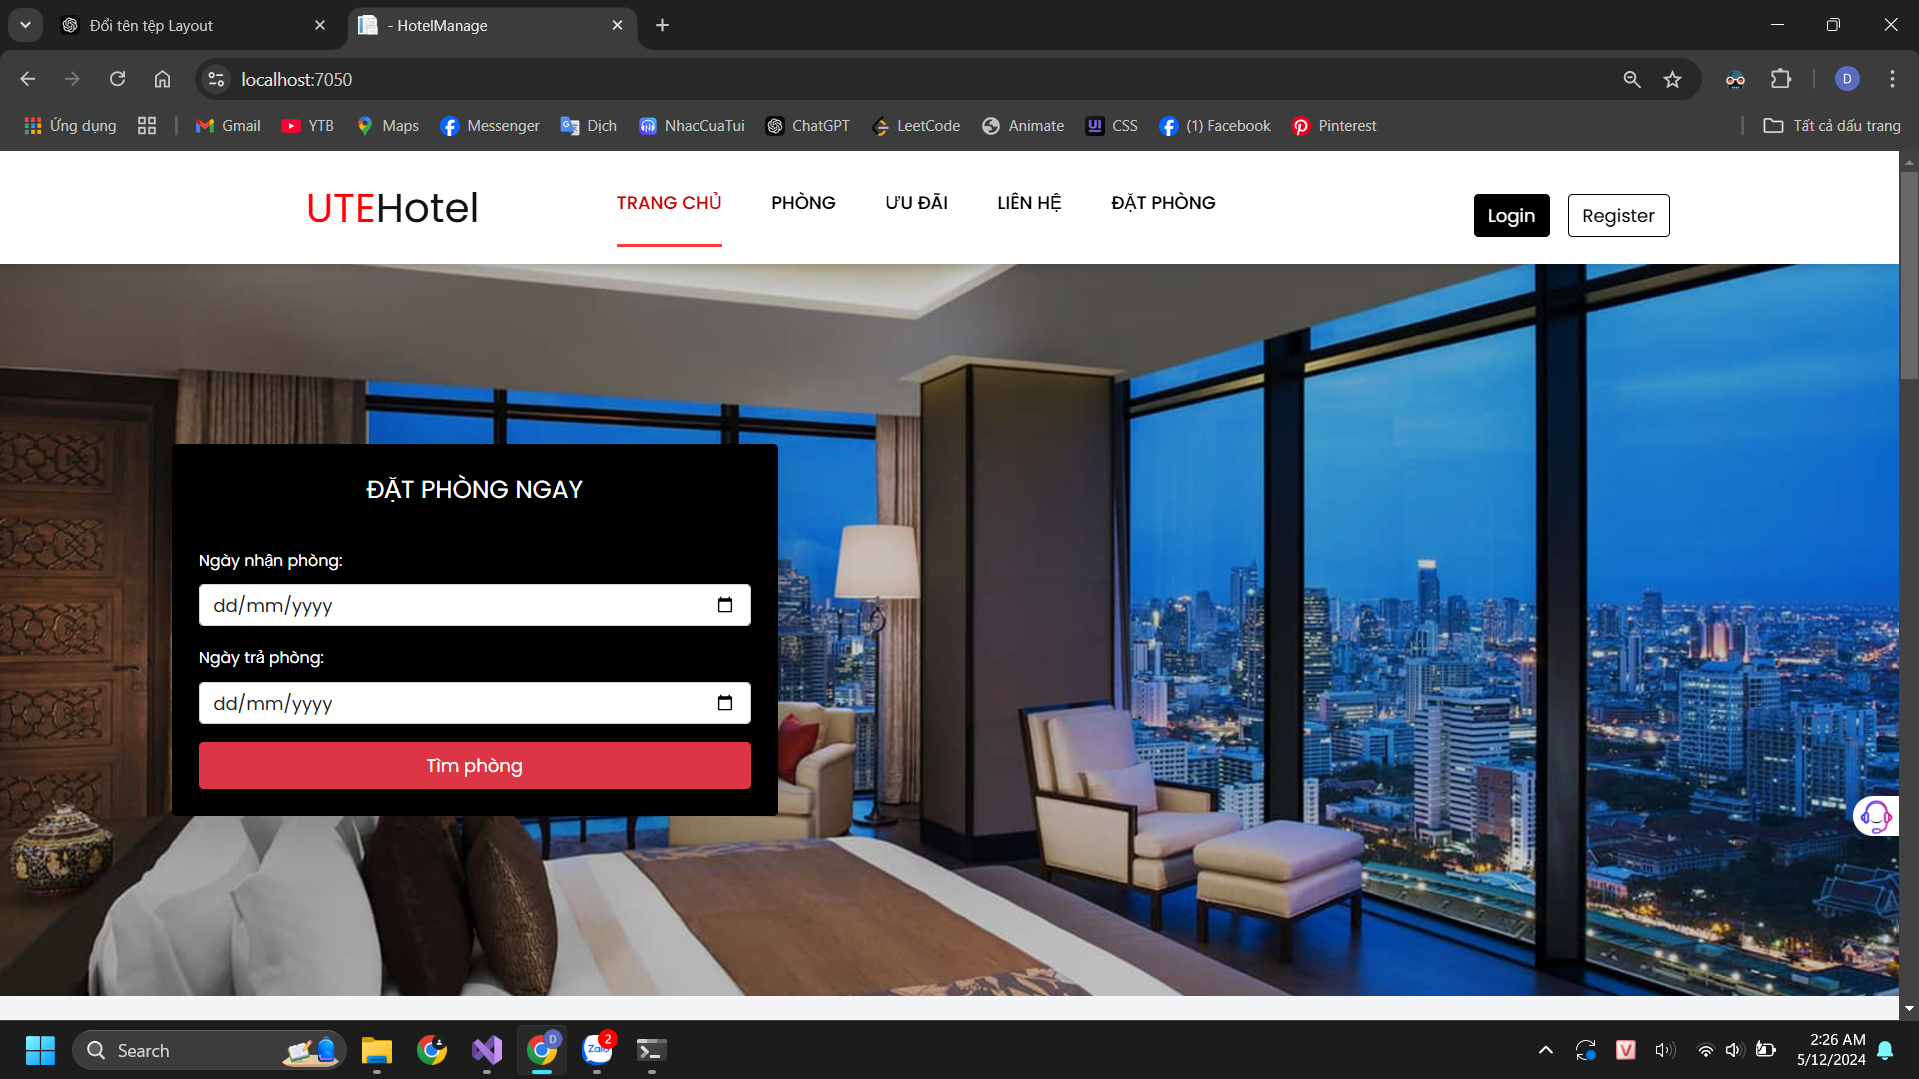 Đổi tên tệp Layout
- HotelManage
localhost:7050
D
Ứng dụng
Gmail
YTB
Maps
Messenger
Dịch
NhacCuaTui
ChatGPT
LeetCode
Animate
UI CSS
(1) Facebook
Pinterest
Tất cả dấu trang
UTEHotel
TRANG CHỦ
PHÒNG
ƯU ĐÃI
LIÊN HỆ
ĐẶT PHÒNG
Login
Register
ĐẶT PHÒNG NGAY
Ngày nhận phòng:
dd/mm/yyyy
Ngày trả phòng:
dd/mm/yyyy
Tìm phòng
Search
D
Zalo
2
V
2:26 AM
5/12/2024